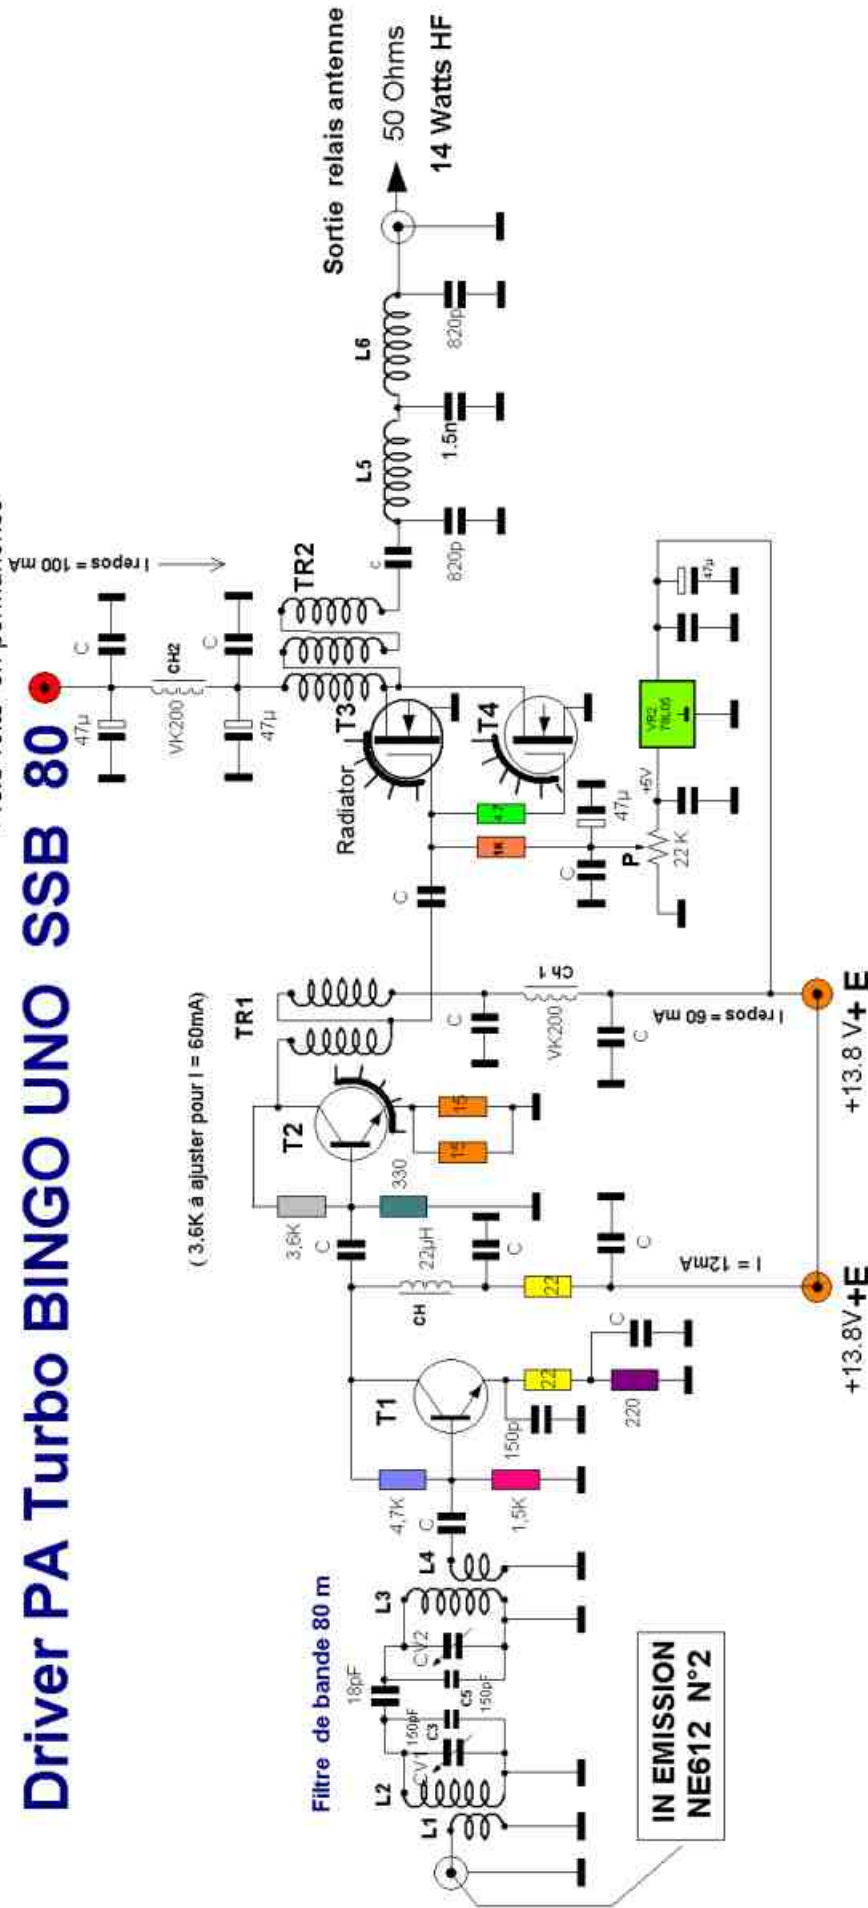 Driver PA Turbo BINGO UNO SSB 80
I repos = 100 mA
47µ
C
CH2
VK200
47µ
C
TR2
Sortie relais antenne
50 Ohms
14 Watts HF
L5
L6
c
820p
1.5n
820p
Radiator
T3
T4
4.7
1K
C
C
47µ
P
22 K
+5V
VR2
78L05
47µ
( 3.6K à ajuster pour I = 60mA)
TR1
T2
3,6K
330
15
15
C
C
Ch 1
VK200
C
I repos = 60 mA
+13.8 V+ E
22µH
CH
C
22
C
I = 12mA
+13.8V+E
T1
4,7K
C
1,5K
150p
22
C
220
Filtre de bande 80 m
L1
L2
L3
L4
18pF
CV1
CV2
150pF
C3
C5
150pF
IN EMISSION
NE612 N°2